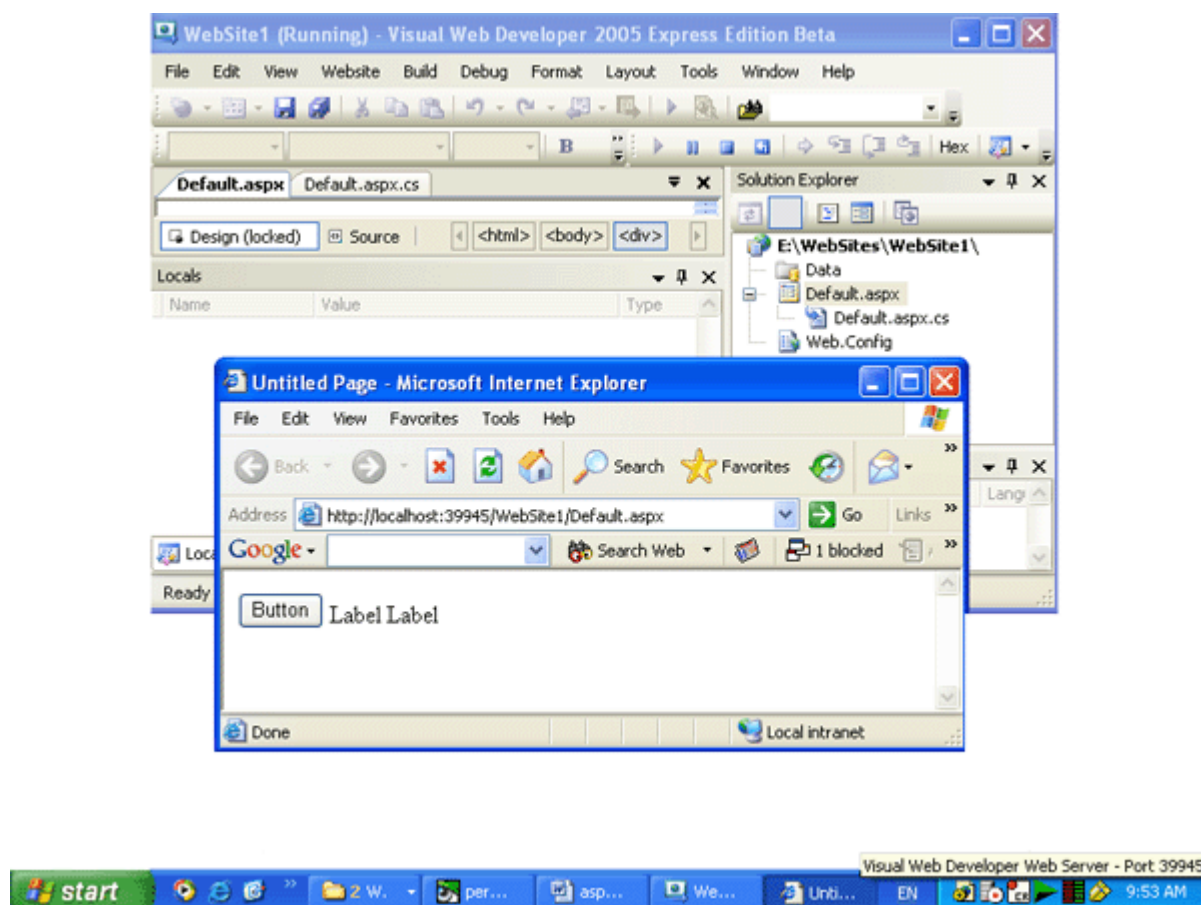 WebSite1 (Running) - Visual Web Developer 2005 Express Edition Beta
File Edit View Website Build Debug Format Layout Tools Window Help
B Hex
Default.aspx Default.aspx.cs
Solution Explorer
Design (locked) Source <html> <body> <div>
E:\WebSites\WebSite1\
Data
Default.aspx
Default.aspx.cs
Web.Config
Locals
Name Value Type
Untitled Page - Microsoft Internet Explorer
File Edit View Favorites Tools Help
Back Search Favorites
Address http://localhost:39945/WebSite1/Default.aspx Go Links
Google Search Web 1 blocked
Button Label Label
Done Local intranet
Lang
Loca
Ready
Visual Web Developer Web Server - Port 39945
start 2 W. per... asp... We... Unti... EN 9:53 AM